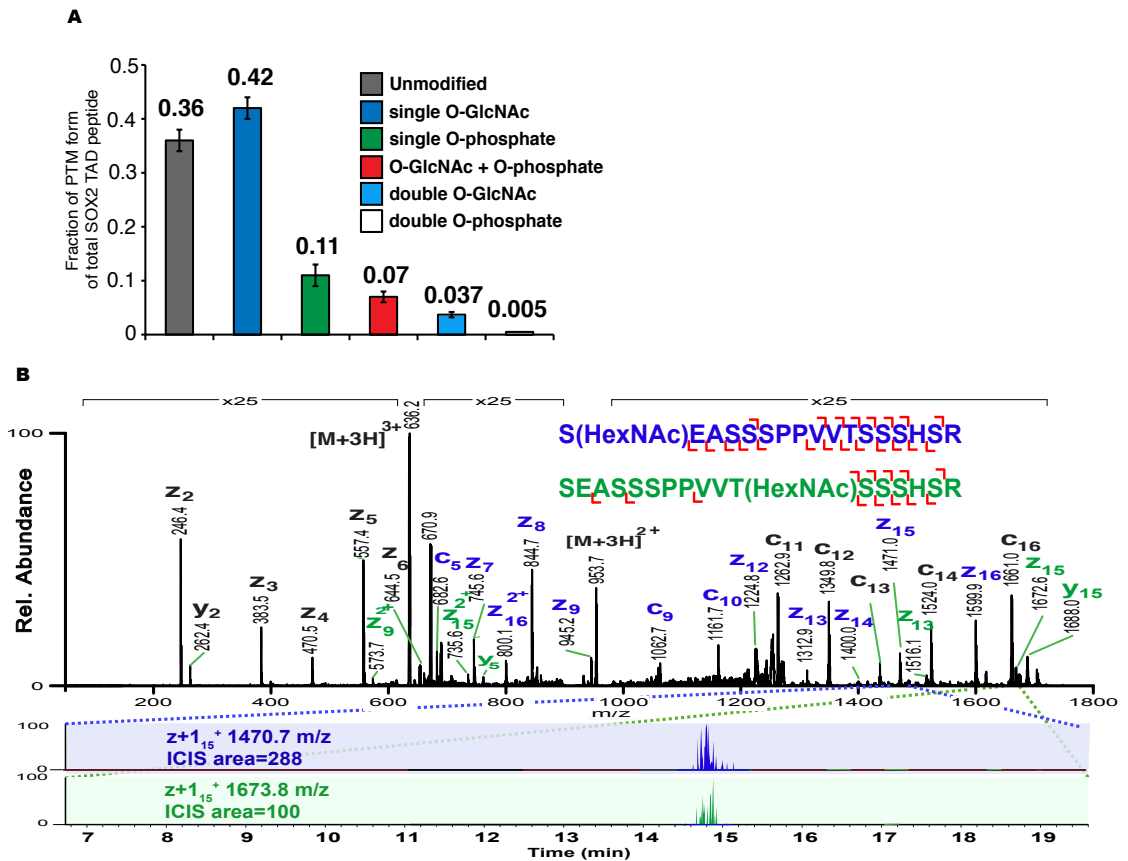 A
Fraction of PTM form
of total SOX2 TAD peptide
0.5
0.4
0.3
0.2
0.1
0
0.36
0.42
0.11
0.07
0.037
0.005
Unmodified
single O-GlcNAc
single O-phosphate
O-GlcNAc + O-phosphate
double O-GlcNAc
double O-phosphate
B
x25
x25
x25
Rel. Abundance
100
0
S(HexNAc)EASSSPPVVTSSSHSR
SEASSSPPVVT(HexNAc)SSSHSR
z2
246.4
y2
262.4
z3
383.5
z4
470.5
z5
557.4
z9 2+
573.7
[M+3H]3+
636.2
z6
644.5
670.9
c5
682.6
z15 2+
735.6
z7
745.6
y5
z16 2+
800.1
z8
844.7
z9
945.2
[M+3H]2+
953.7
c9
1062.7
c10
1161.7
z12
1224.8
c11
1262.9
z13
1312.9
c12
1349.8
z14
1400.0
c13
z15
1471.0
z13
1516.1
c14
1524.0
z16
1599.9
c16
1661.0
z15
1672.6
y15
1688.0
200
400
600
800
1000
1200
1400
1600
1800
m/z
100
0
z+1 15+ 1470.7 m/z
ICIS area=288
100
0
z+1 15+ 1673.8 m/z
ICIS area=100
7
8
9
10
11
12
13
14
15
16
17
18
19
Time (min)